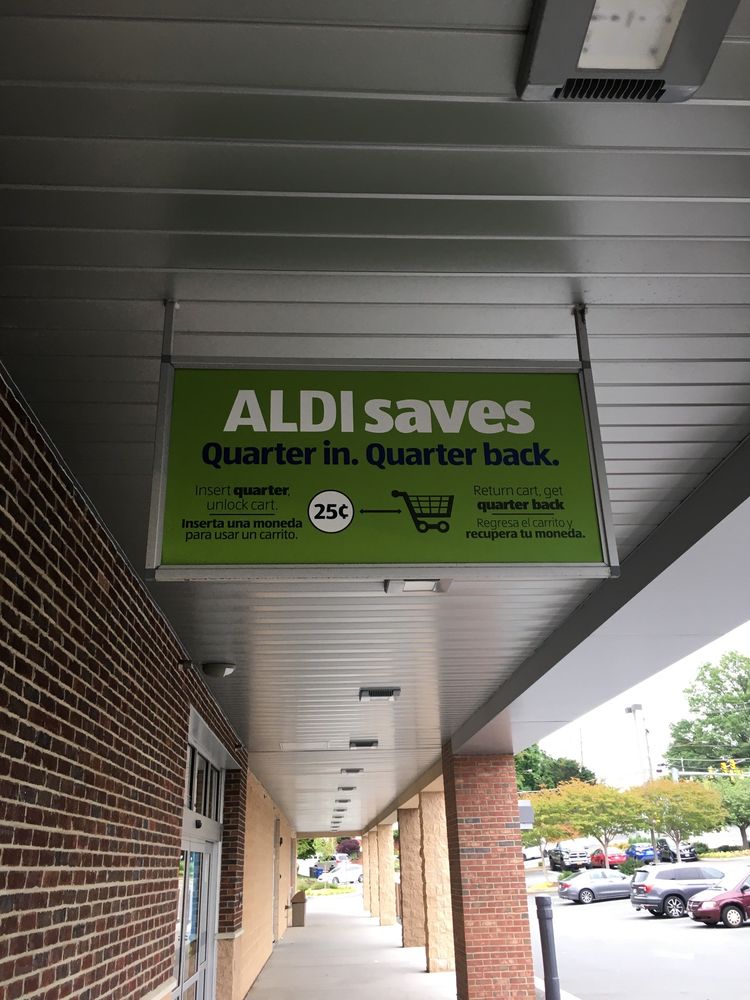 ALDI saves
Quarter in. Quarter back.
Insert quarter,
unlock cart.
Inserta una moneda
para usar un carrito.
25¢
Return cart, get
quarter back
Regresa el carrito y
recupera tu moneda.